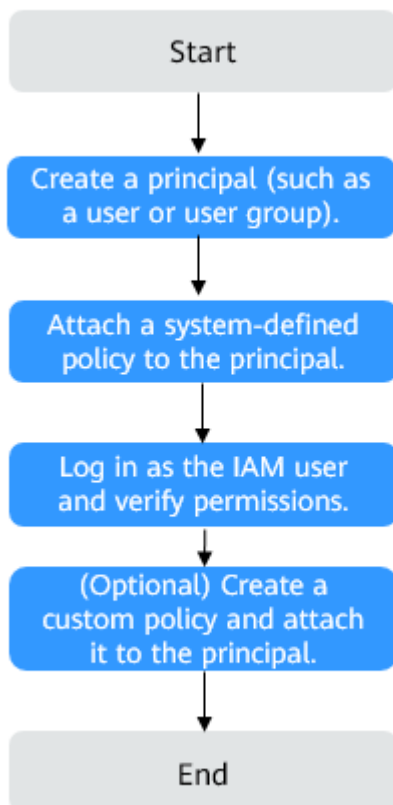 Start
Create a principal (such as
a user or user group).
Attach a system-defined
policy to the principal.
Log in as the IAM user
and verify permissions.
(Optional) Create a
custom policy and attach
it to the principal.
End